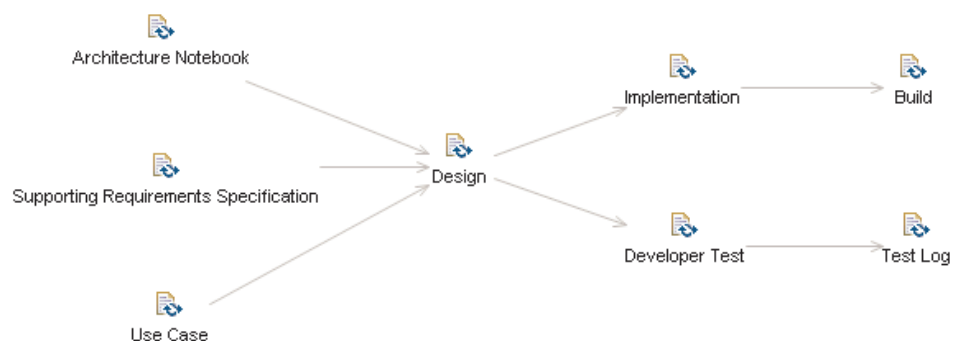 Architecture Notebook
Implementation
Build
Design
Supporting Requirements Specification
Developer Test
Test Log
Use Case